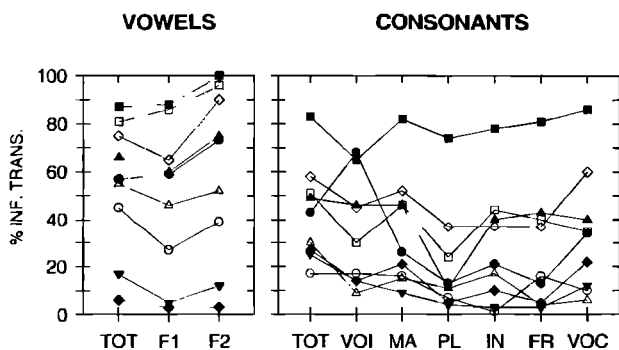 VOWELS CONSONANTS
% INF. TRANS.
100
80
60
40
20
0
TOT F1 F2 TOT VOI MA PL IN FR VOC